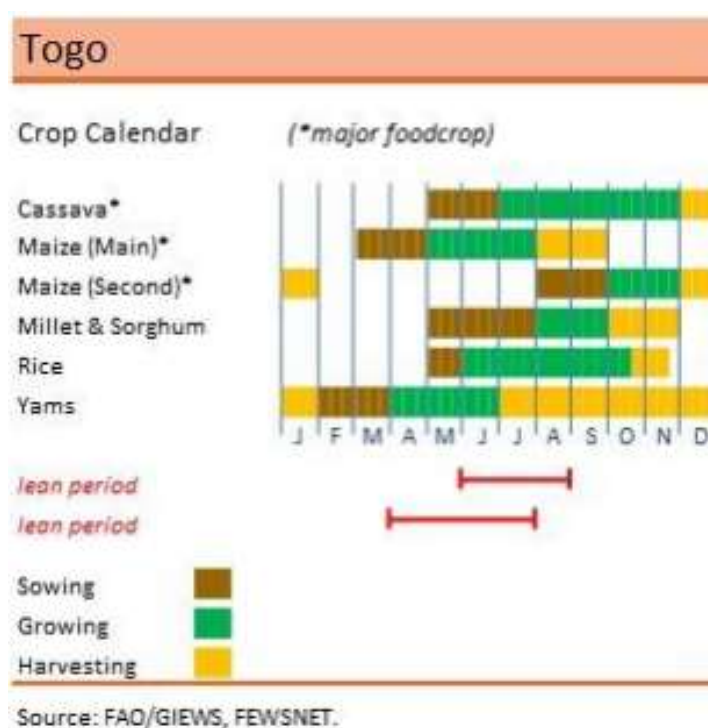 Togo
Crop Calendar (*major foodcrop)
Cassava*
Maize (Main)*
Maize (Second)*
Millet & Sorghum
Rice
Yams
J F M A M J J A S O N D
lean period
lean period
Sowing
Growing
Harvesting
Source: FAO/GIEWS, FEWSNET.